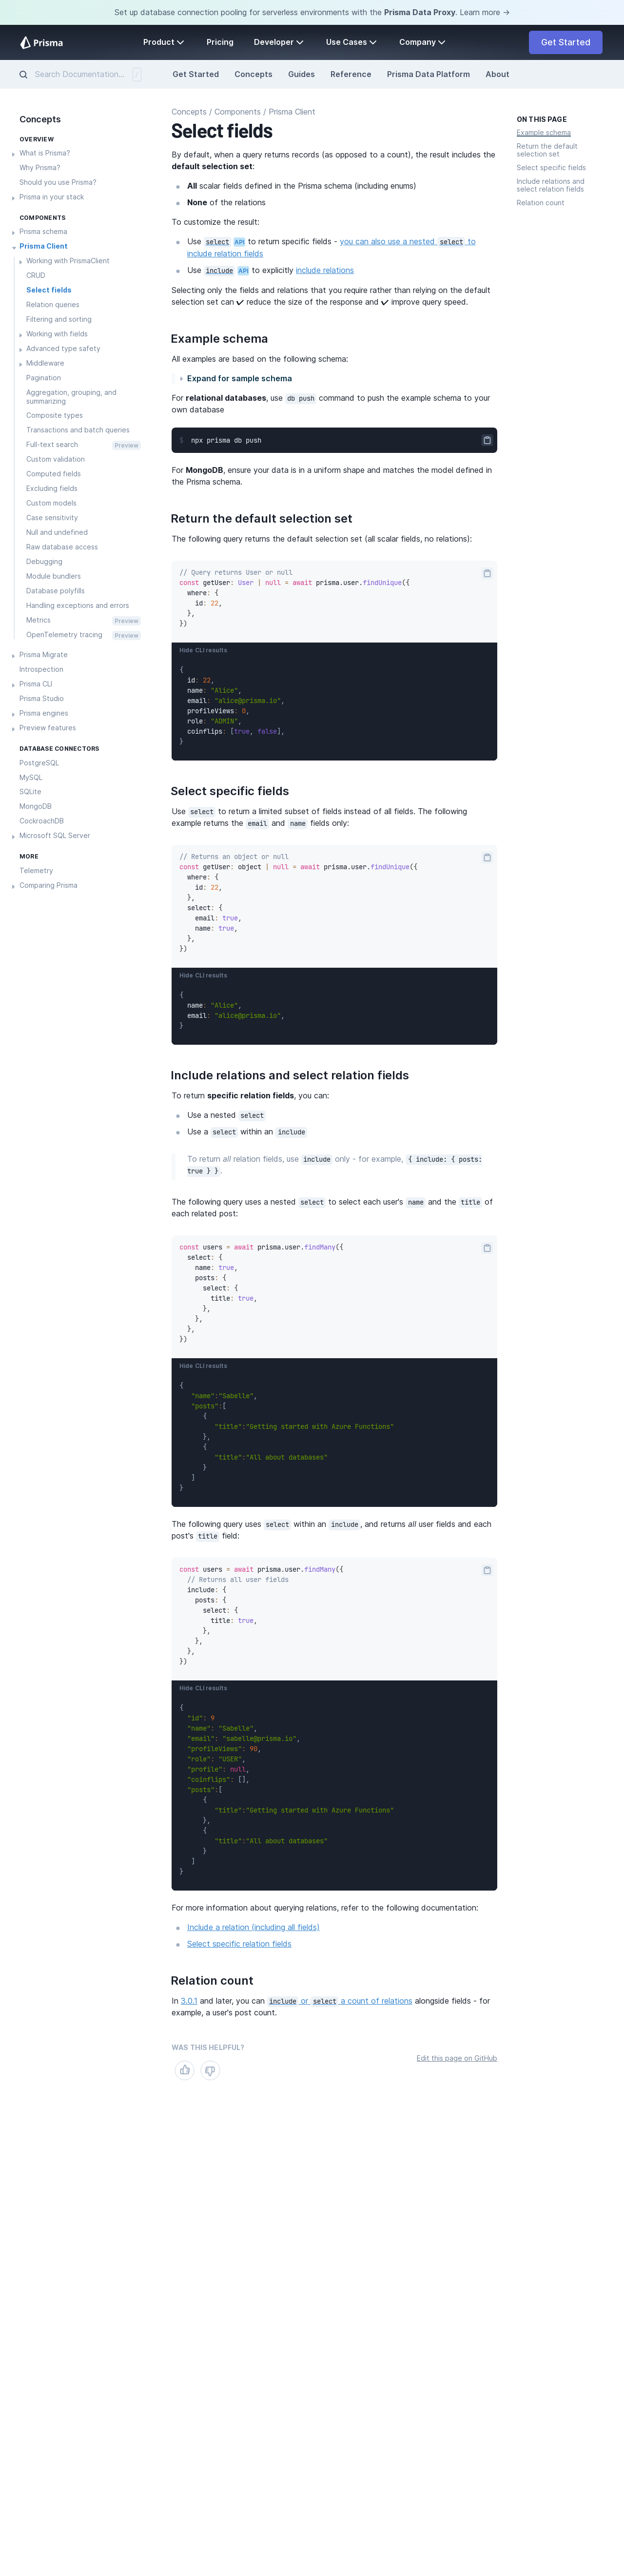 Set up database connection pooling for serverless environments with the Prisma Data Proxy. Learn more →
Prisma
Product
Pricing
Developer
Use Cases
Company
Get Started
Search Documentation...
/
Get Started
Concepts
Guides
Reference
Prisma Data Platform
About
Concepts
OVERVIEW
What is Prisma?
Why Prisma?
Should you use Prisma?
Prisma in your stack
COMPONENTS
Prisma schema
Prisma Client
Working with PrismaClient
CRUD
Select fields
Relation queries
Filtering and sorting
Working with fields
Advanced type safety
Middleware
Pagination
Aggregation, grouping, and
summarizing
Composite types
Transactions and batch queries
Full-text search Preview
Custom validation
Computed fields
Excluding fields
Custom models
Case sensitivity
Null and undefined
Raw database access
Debugging
Module bundlers
Database polyfills
Handling exceptions and errors
Metrics Preview
OpenTelemetry tracing Preview
Prisma Migrate
Introspection
Prisma CLI
Prisma Studio
Prisma engines
Preview features
DATABASE CONNECTORS
PostgreSQL
MySQL
SQLite
MongoDB
CockroachDB
Microsoft SQL Server
MORE
Telemetry
Comparing Prisma
Concepts / Components / Prisma Client
Select fields
By default, when a query returns records (as opposed to a count), the result includes the
default selection set:
All scalar fields defined in the Prisma schema (including enums)
None of the relations
To customize the result:
Use select API to return specific fields - you can also use a nested select to
include relation fields
Use include API to explicitly include relations
Selecting only the fields and relations that you require rather than relying on the default
selection set can ✔ reduce the size of the response and ✔ improve query speed.
Example schema
All examples are based on the following schema:
Expand for sample schema
For relational databases, use db push command to push the example schema to your
own database
$ npx prisma db push
For MongoDB, ensure your data is in a uniform shape and matches the model defined in
the Prisma schema.
Return the default selection set
The following query returns the default selection set (all scalar fields, no relations):
// Query returns User or null
const getUser: User | null = await prisma.user.findUnique({
where: {
id: 22,
},
})
Hide CLI results
{
id: 22,
name: "Alice",
email: "alice@prisma.io",
profileViews: 0,
role: "ADMIN",
coinflips: [true, false],
}
Select specific fields
Use select to return a limited subset of fields instead of all fields. The following
example returns the email and name fields only:
// Returns an object or null
const getUser: object | null = await prisma.user.findUnique({
where: {
id: 22,
},
select: {
email: true,
name: true,
},
})
Hide CLI results
{
name: "Alice",
email: "alice@prisma.io",
}
Include relations and select relation fields
To return specific relation fields, you can:
Use a nested select
Use a select within an include
To return all relation fields, use include only - for example, { include: { posts:
true } } .
The following query uses a nested select to select each user's name and the title of
each related post:
const users = await prisma.user.findMany({
select: {
name: true,
posts: {
select: {
title: true,
},
},
},
})
Hide CLI results
{
"name":"Sabelle",
"posts":[
{
"title":"Getting started with Azure Functions"
},
{
"title":"All about databases"
}
]
}
The following query uses select within an include , and returns all user fields and each
post's title field:
const users = await prisma.user.findMany({
// Returns all user fields
include: {
posts: {
select: {
title: true,
},
},
},
})
Hide CLI results
{
"id": 9
"name": "Sabelle",
"email": "sabelle@prisma.io",
"profileViews": 90,
"role": "USER",
"profile": null,
"coinflips": [],
"posts":[
{
"title":"Getting started with Azure Functions"
},
{
"title":"All about databases"
}
]
}
For more information about querying relations, refer to the following documentation:
Include a relation (including all fields)
Select specific relation fields
Relation count
In 3.0.1 and later, you can include or select a count of relations alongside fields - for
example, a user's post count.
WAS THIS HELPFUL?
Edit this page on GitHub
ON THIS PAGE
Example schema
Return the default
selection set
Select specific fields
Include relations and
select relation fields
Relation count